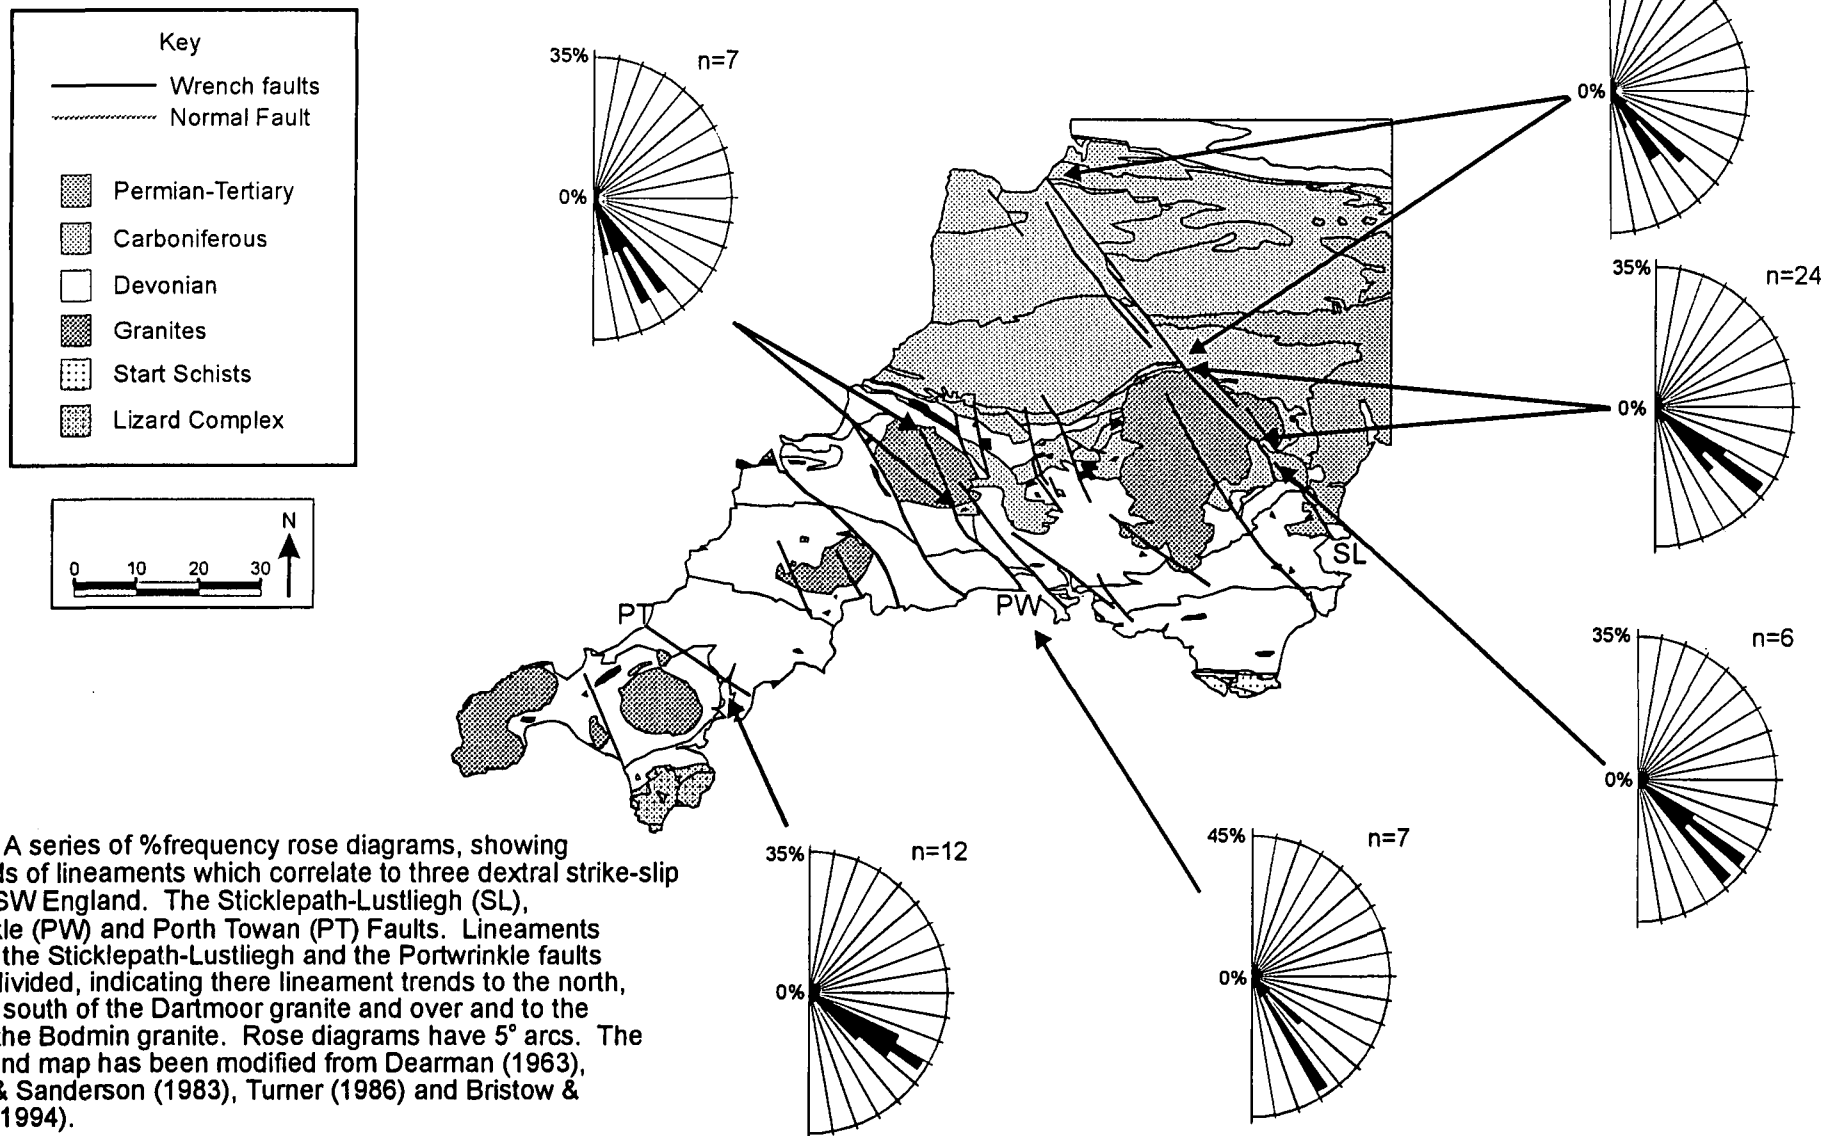 Key
Wrench faults
Normal Fault
Permian-Tertiary
Carboniferous
Devonian
Granites
Start Schists
Lizard Complex
N
0 10 20 30
35%
n=7
0%
0%
35%
n=24
0%
SL
PW
PT
35%
n=6
0%
45%
n=7
0%
35%
n=12
0%
A series of %frequency rose diagrams, showing
of lineaments which correlate to three dextral strike-slip
SW England. The Sticklepath-Lustliegh (SL),
(PW) and Porth Towan (PT) Faults. Lineaments
the Sticklepath-Lustliegh and the Portwrinkle faults
indicating there lineament trends to the north,
south of the Dartmoor granite and over and to the
the Bodmin granite. Rose diagrams have 5° arcs. The
map has been modified from Dearman (1963),
& Sanderson (1983), Turner (1986) and Bristow &
1994).